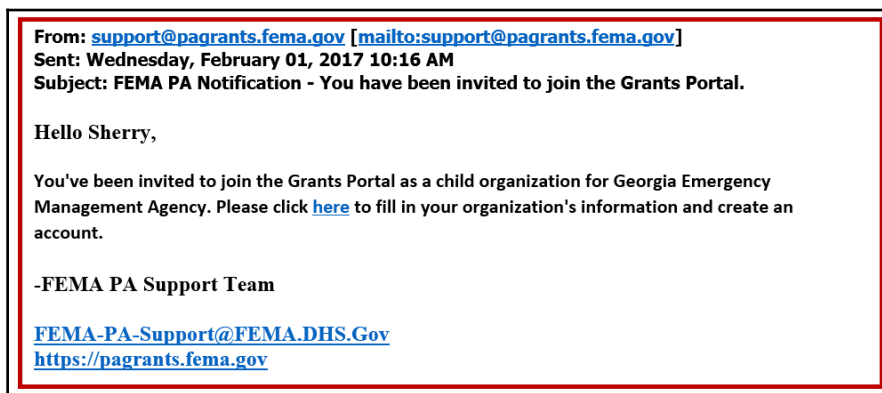 From: support@pagrants.fema.gov [mailto:support@pagrants.fema.gov]
Sent: Wednesday, February 01, 2017 10:16 AM
Subject: FEMA PA Notification - You have been invited to join the Grants Portal.
Hello Sherry,
You've been invited to join the Grants Portal as a child organization for Georgia Emergency
Management Agency. Please click here to fill in your organization's information and create an
account.
-FEMA PA Support Team
FEMA-PA-Support@FEMA.DHS.Gov
https://pagrants.fema.gov